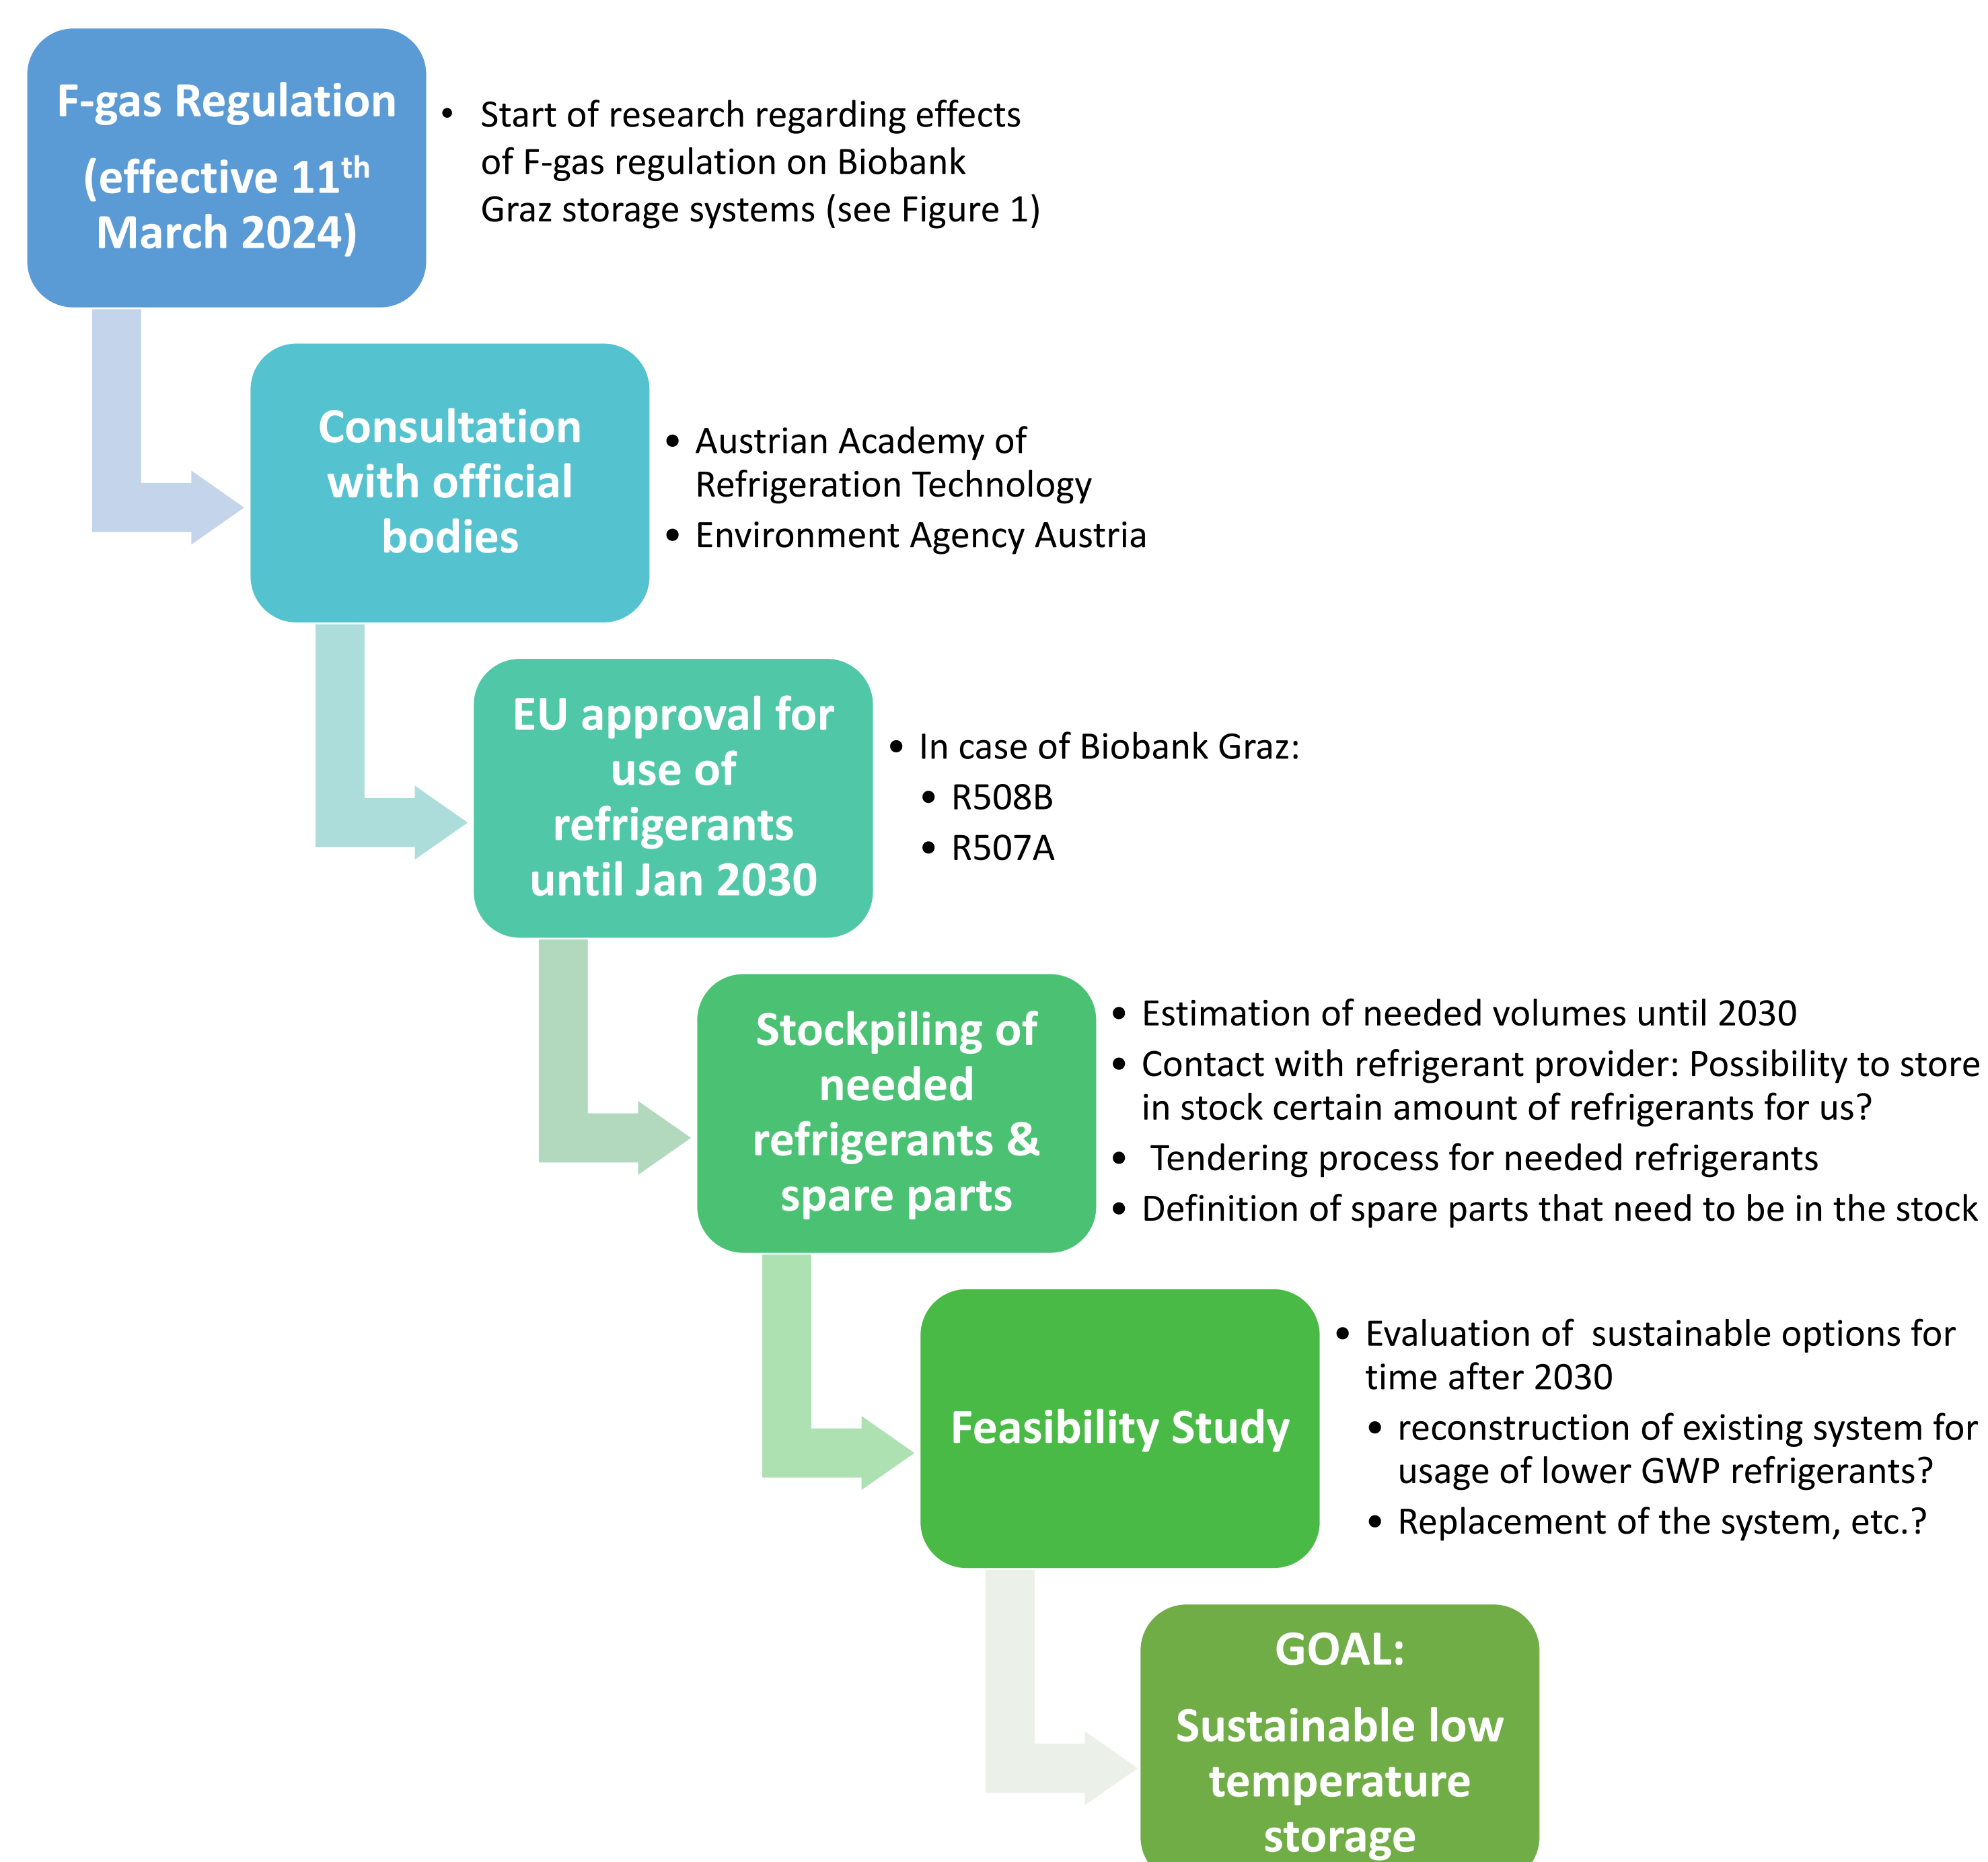 F-gas Regulation
(effective 11th
March 2024)
• Start of research regarding effects
of F-gas regulation on Biobank
Graz storage systems (see Figure 1)
Consultation
with official
bodies
• Austrian Academy of
Refrigeration Technology
• Environment Agency Austria
EU approval for
use of
refrigerants
until Jan 2030
• In case of Biobank Graz:
• R508B
• R507A
Stockpiling of
needed
refrigerants &
spare parts
• Estimation of needed volumes until 2030
• Contact with refrigerant provider: Possibility to store
in stock certain amount of refrigerants for us?
• Tendering process for needed refrigerants
• Definition of spare parts that need to be in the stock
Feasibility Study
• Evaluation of sustainable options for
time after 2030
• reconstruction of existing system for
usage of lower GWP refrigerants?
• Replacement of the system, etc.?
GOAL:
Sustainable low
temperature
storage